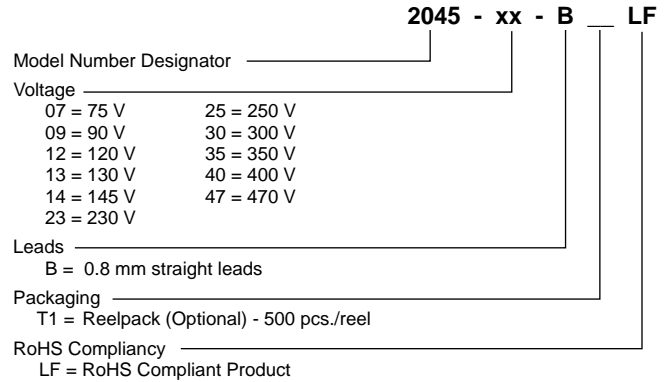 2045 - xx - B __ LF
Model Number Designator
Voltage
07 = 75 V 25 = 250 V
09 = 90 V 30 = 300 V
12 = 120 V 35 = 350 V
13 = 130 V 40 = 400 V
14 = 145 V 47 = 470 V
23 = 230 V
Leads
B = 0.8 mm straight leads
Packaging
T1 = Reelpack (Optional) - 500 pcs./reel
RoHS Compliancy
LF = RoHS Compliant Product